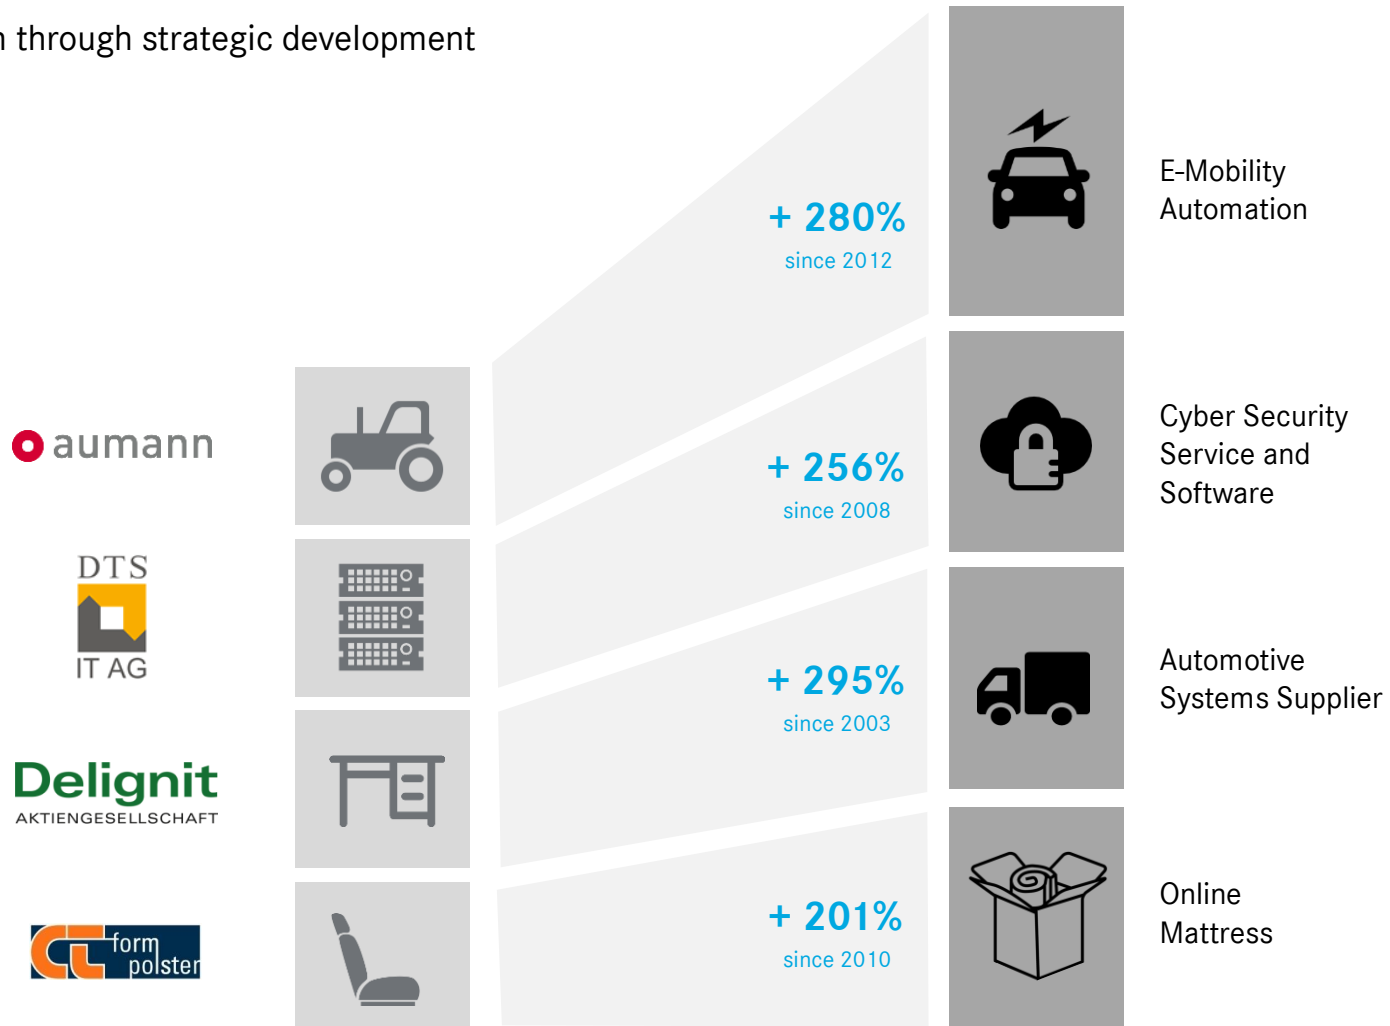 through strategic development
+ 280%
since 2012
E-Mobility
Automation
aumann
+ 256%
since 2008
Cyber Security
Service and
Software
DTS
IT AG
+ 295%
since 2003
Automotive
Systems Supplier
Delignit
AKTIENGESELLSCHAFT
+ 201%
since 2010
Online
Mattress
CL form
polster